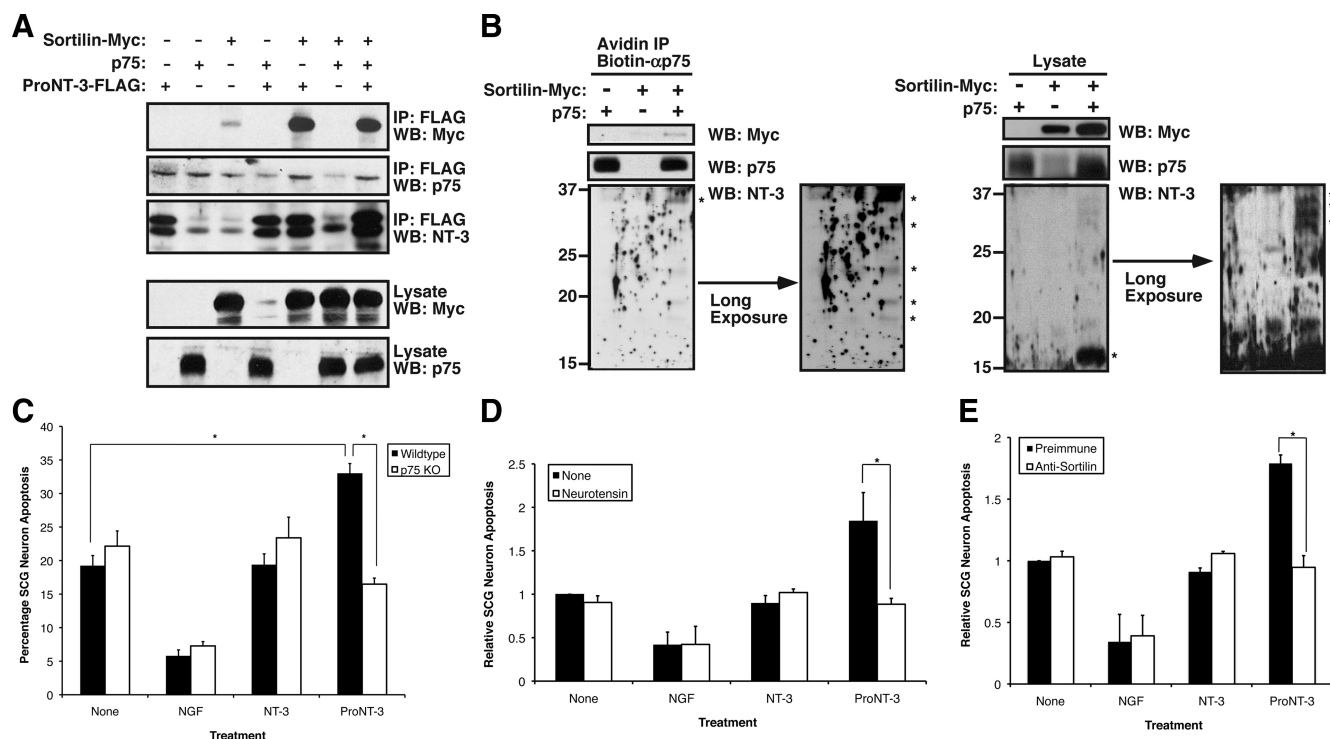 A
Sortilin-Myc: - - + - + + +
p75: - + - + - + +
ProNT-3-FLAG: + - - + + - +
IP: FLAG
WB: Myc
IP: FLAG
WB: p75
IP: FLAG
WB: NT-3
Lysate
WB: Myc
Lysate
WB: p75
B
Avidin IP
Biotin-αp75
Sortilin-Myc: - + +
p75: + - +
WB: Myc
WB: p75
WB: NT-3
37
25
20
15
*
Long
Exposure
*
*
*
*
*
Lysate
Sortilin-Myc: - + +
p75: + - +
WB: Myc
WB: p75
WB: NT-3
37
25
20
15
*
Long
Exposure
C
Percentage SCG Neuron Apoptosis
40
35
30
25
20
15
10
5
0
*
*
Wildtype
p75 KO
None
NGF
NT-3
ProNT-3
Treatment
D
Relative SCG Neuron Apoptosis
2.5
2
1.5
1
0.5
0
None
Neurotensin
*
None
NGF
NT-3
ProNT-3
Treatment
E
Relative SCG Neuron Apoptosis
2
1.5
1
0.5
0
Preimmune
Anti-Sortilin
*
None
NGF
NT-3
ProNT-3
Treatment